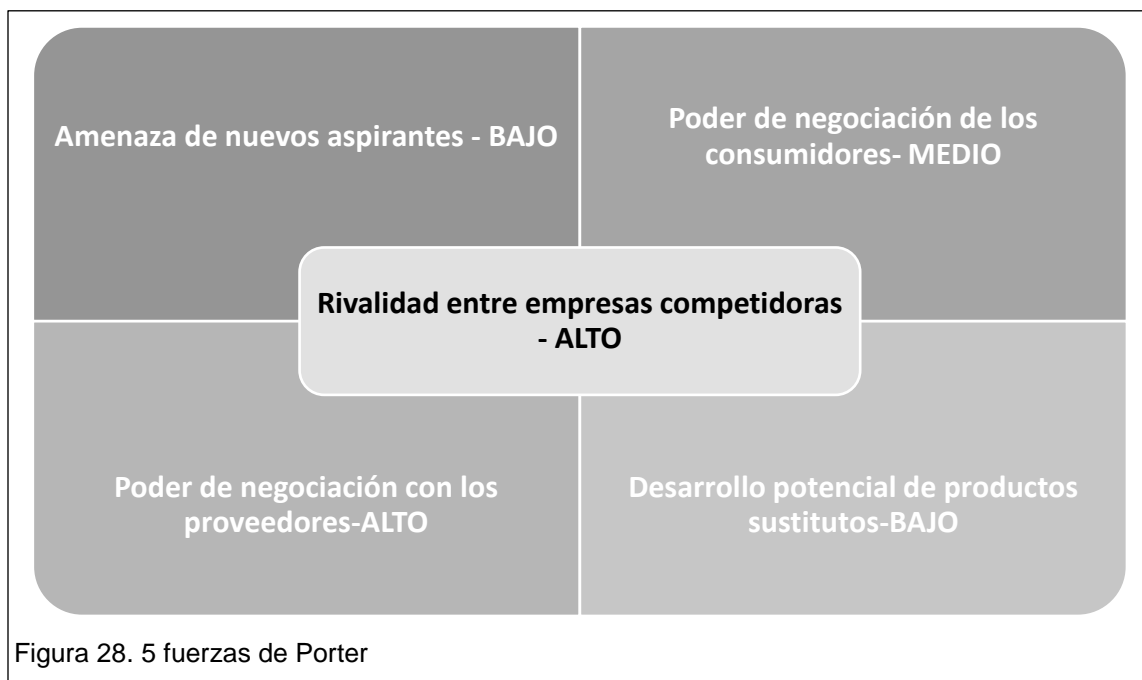 Amenaza de nuevos aspirantes - BAJO
Poder de negociación de los
consumidores- MEDIO
Rivalidad entre empresas competidoras
- ALTO
Poder de negociación con los
proveedores-ALTO
Desarrollo potencial de productos
sustitutos-BAJO
Figura 28. 5 fuerzas de Porter